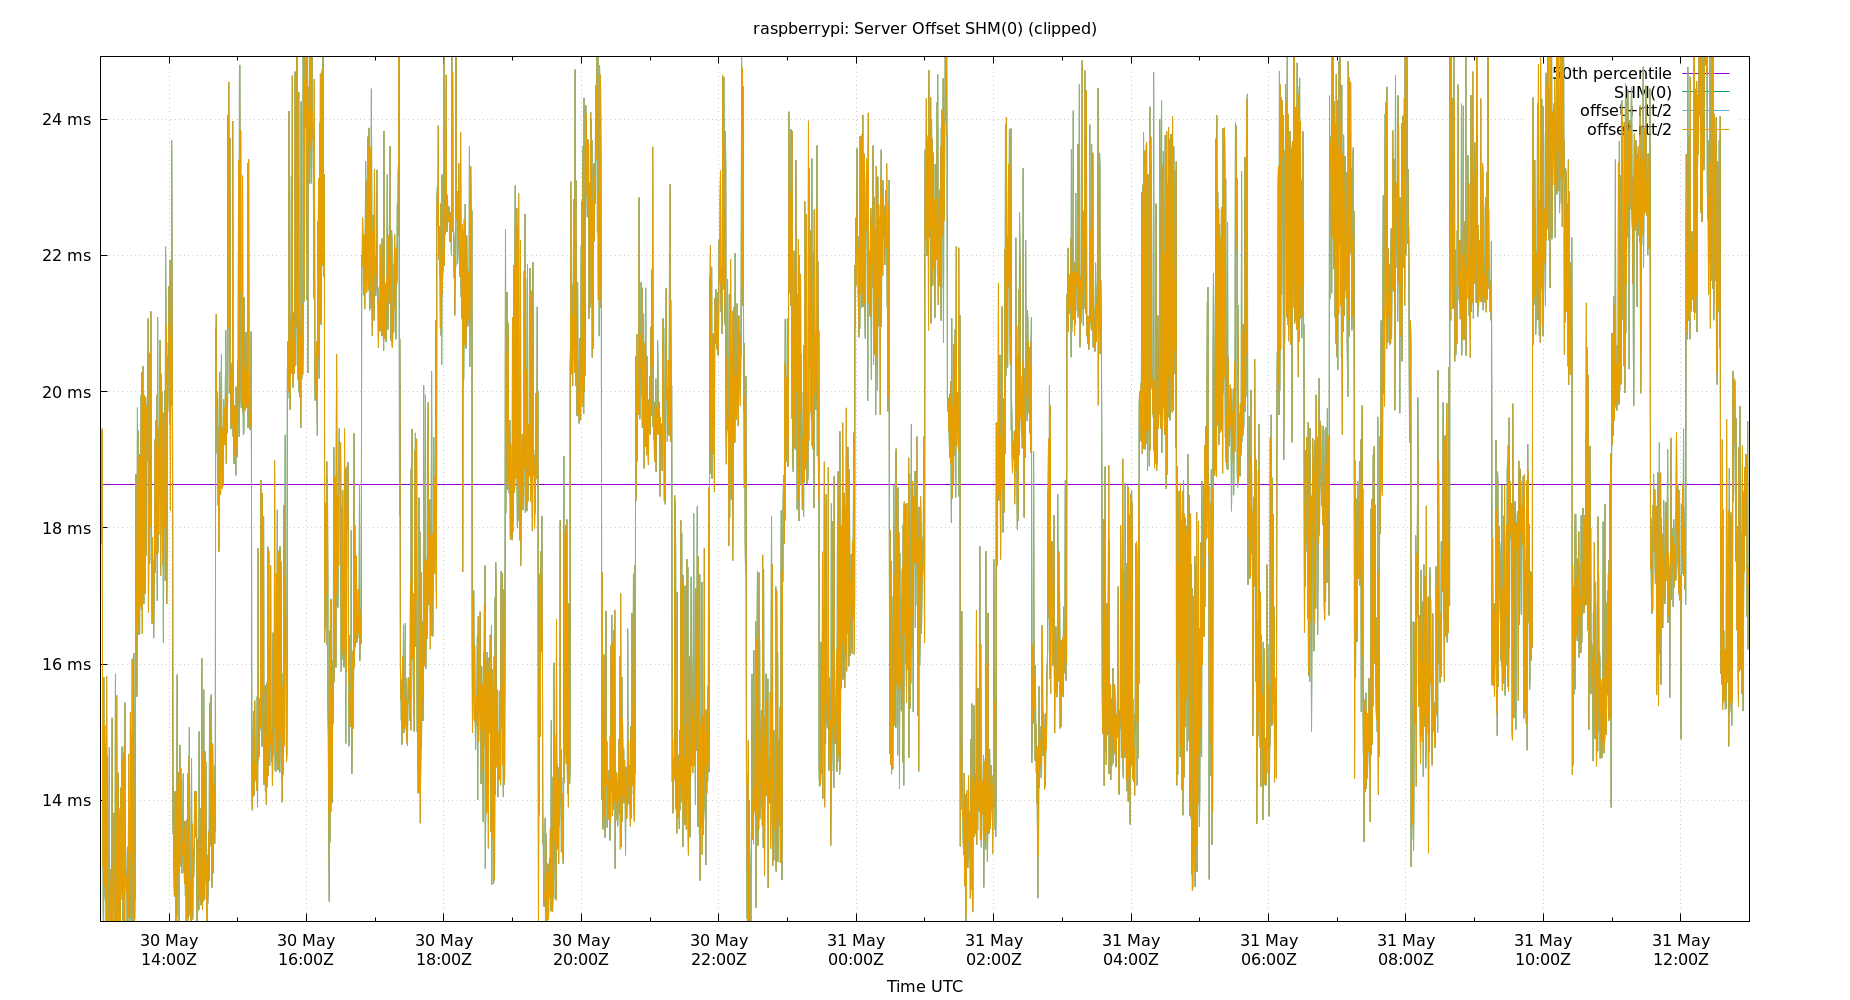 raspberrypi: Server Offset SHM(0) (clipped)
50th percentile
SHM(0)
offset+rtt/2
offset-rtt/2
24 ms
22 ms
20 ms
18 ms
16 ms
14 ms
30 May 30 May 30 May 30 May 30 May 31 May 31 May 31 May 31 May 31 May 31 May 31 May
14:00Z 16:00Z 18:00Z 20:00Z 22:00Z 00:00Z 02:00Z 04:00Z 06:00Z 08:00Z 10:00Z 12:00Z
Time UTC